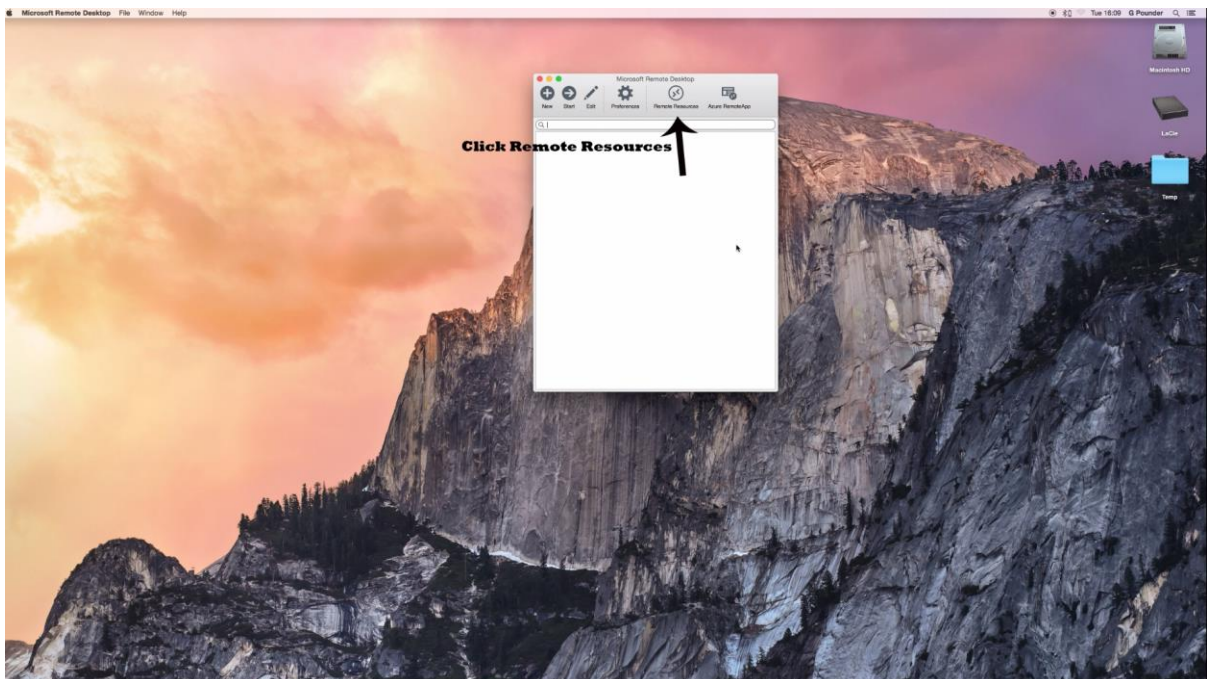 Microsoft Remote Desktop File Window Help
Tue 16:09 G Pounder
Macintosh HD
Microsoft Remote Desktop
New Start Edit Preferences Remote Resources Azure RemoteApp
LaCie
Click Remote Resources
Temp